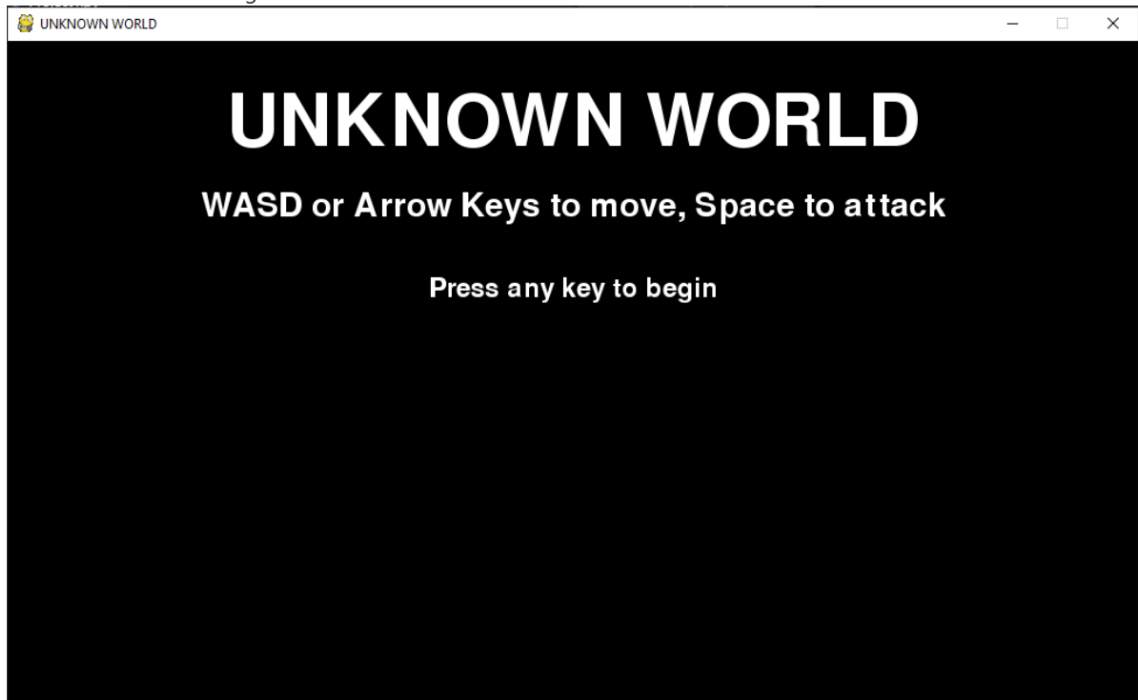 UNKNOWN WORLD
UNKNOWN WORLD
WASD or Arrow Keys to move, Space to attack
Press any key to begin